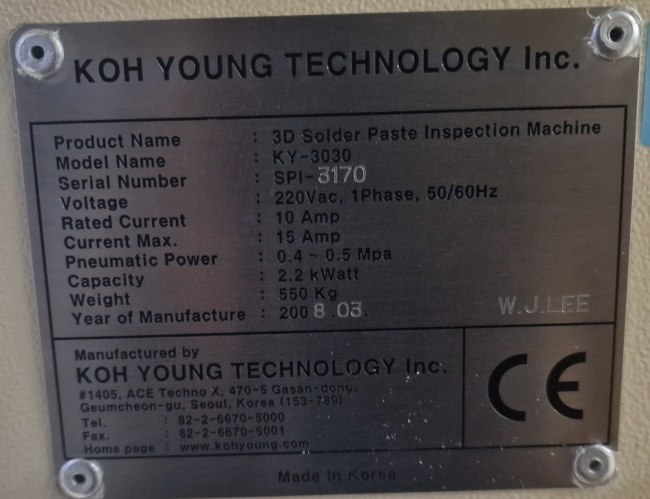 KOH YOUNG TECHNOLOGY Inc.
Product Name : 3D Solder Paste Inspection Machine
Model Name : KY-3030
Serial Number : SPI-3170
Voltage : 220Vac, 1Phase, 50/60Hz
Rated Current : 10 Amp
Current Max. : 15 Amp
Pneumatic Power : 0.4 ~ 0.5 Mpa
Capacity : 2.2 kWatt
Weight : 550 Kg
Year of Manufacture : 2008.03.
W.J.LEE
Manufactured by
KOH YOUNG TECHNOLOGY Inc.
#1405, ACE Techno X, 470-5 Gasan-dong,
Geumcheon-gu, Seoul, Korea (153-789)
Tel. : 82-2-6670-5000
Fax. : 82-2-6670-5001
Home page : www.kohyoung.com
CE
Made in Korea